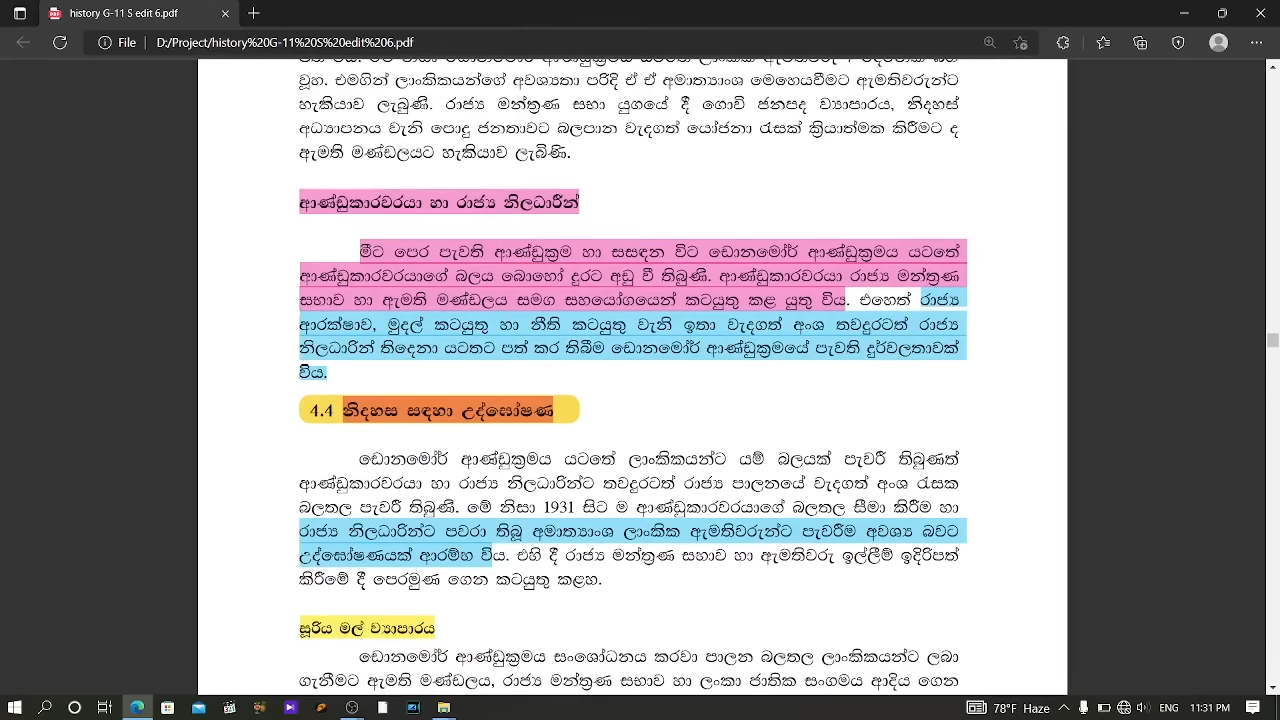 history G-11 S edit 6.pdf
File
D:/Project/history%20G-11%20S%20edit%206.pdf
වූහ. එමගින් ලාංකිකයන්ගේ අවශ්‍යතා පරිදි ඒ ඒ අමාත්‍යාංශ මෙහෙයවීමට ඇමතිවරුන්ට
හැකියාව ලැබුණි. රාජ්‍ය මන්ත්‍රණ සභා යුගයේ දී ගොවි ජනපද ව්‍යාපාරය, නිදහස්
අධ්‍යාපනය වැනි පොදු ජනතාවට බලපාන වැදගත් යෝජනා රැසක් ක්‍රියාත්මක කිරීමට ද
ඇමති මණ්ඩලයට හැකියාව ලැබිණි.
ආණ්ඩුකාරවරයා හා රාජ්‍ය නිලධාරීන්
මීට පෙර පැවති ආණ්ඩුක්‍රම හා සසඳන විට ඩොනමෝර් ආණ්ඩුක්‍රමය යටතේ
ආණ්ඩුකාරවරයාගේ බලය බොහෝ දුරට අඩු වී තිබුණි. ආණ්ඩුකාරවරයා රාජ්‍ය මන්ත්‍රණ
සභාව හා ඇමති මණ්ඩලය සමග සහයෝගයෙන් කටයුතු කළ යුතු විය. එහෙත් රාජ්‍ය
ආරක්ෂාව, මුදල් කටයුතු හා නීති කටයුතු වැනි ඉතා වැදගත් අංශ තවදුරටත් රාජ්‍ය
නිලධාරින් තිදෙනා යටතට පත් කර තිබීම ඩොනමෝර් ආණ්ඩුක්‍රමයේ පැවති දුර්වලතාවක්
විය.
4.4 නිදහස සඳහා උද්ඝෝෂණ
ඩොනමෝර් ආණ්ඩුක්‍රමය යටතේ ලාංකිකයන්ට යම් බලයක් පැවරී තිබුණත්
ආණ්ඩුකාරවරයා හා රාජ්‍ය නිලධාරින්ට තවදුරටත් රාජ්‍ය පාලනයේ වැදගත් අංශ රැසක
බලතල පැවරී තිබුණි. මේ නිසා 1931 සිට ම ආණ්ඩුකාරවරයාගේ බලතල සීමා කිරීම හා
රාජ්‍ය නිලධාරින්ට පවරා තිබූ අමාත්‍යාංශ ලාංකික ඇමතිවරුන්ට පැවරීම අවශ්‍ය බවට
උද්ඝෝෂණයක් ආරම්භ විය. එහි දී රාජ්‍ය මන්ත්‍රණ සභාව හා ඇමතිවරු ඉල්ලීම් ඉදිරිපත්
කිරීමේ දී පෙරමුණ ගෙන කටයුතු කළහ.
සූරිය මල් ව්‍යාපාරය
ඩොනමෝර් ආණ්ඩුක්‍රමය සංශෝධනය කරවා පාලන බලතල ලාංකිකයන්ට ලබා
ගැනීමට ඇමති මණ්ඩලය, රාජ්‍ය මන්ත්‍රණ සභාව හා ලංකා ජාතික සංගමය ආදිය ගෙන
78°F Haze
ENG
11:31 PM